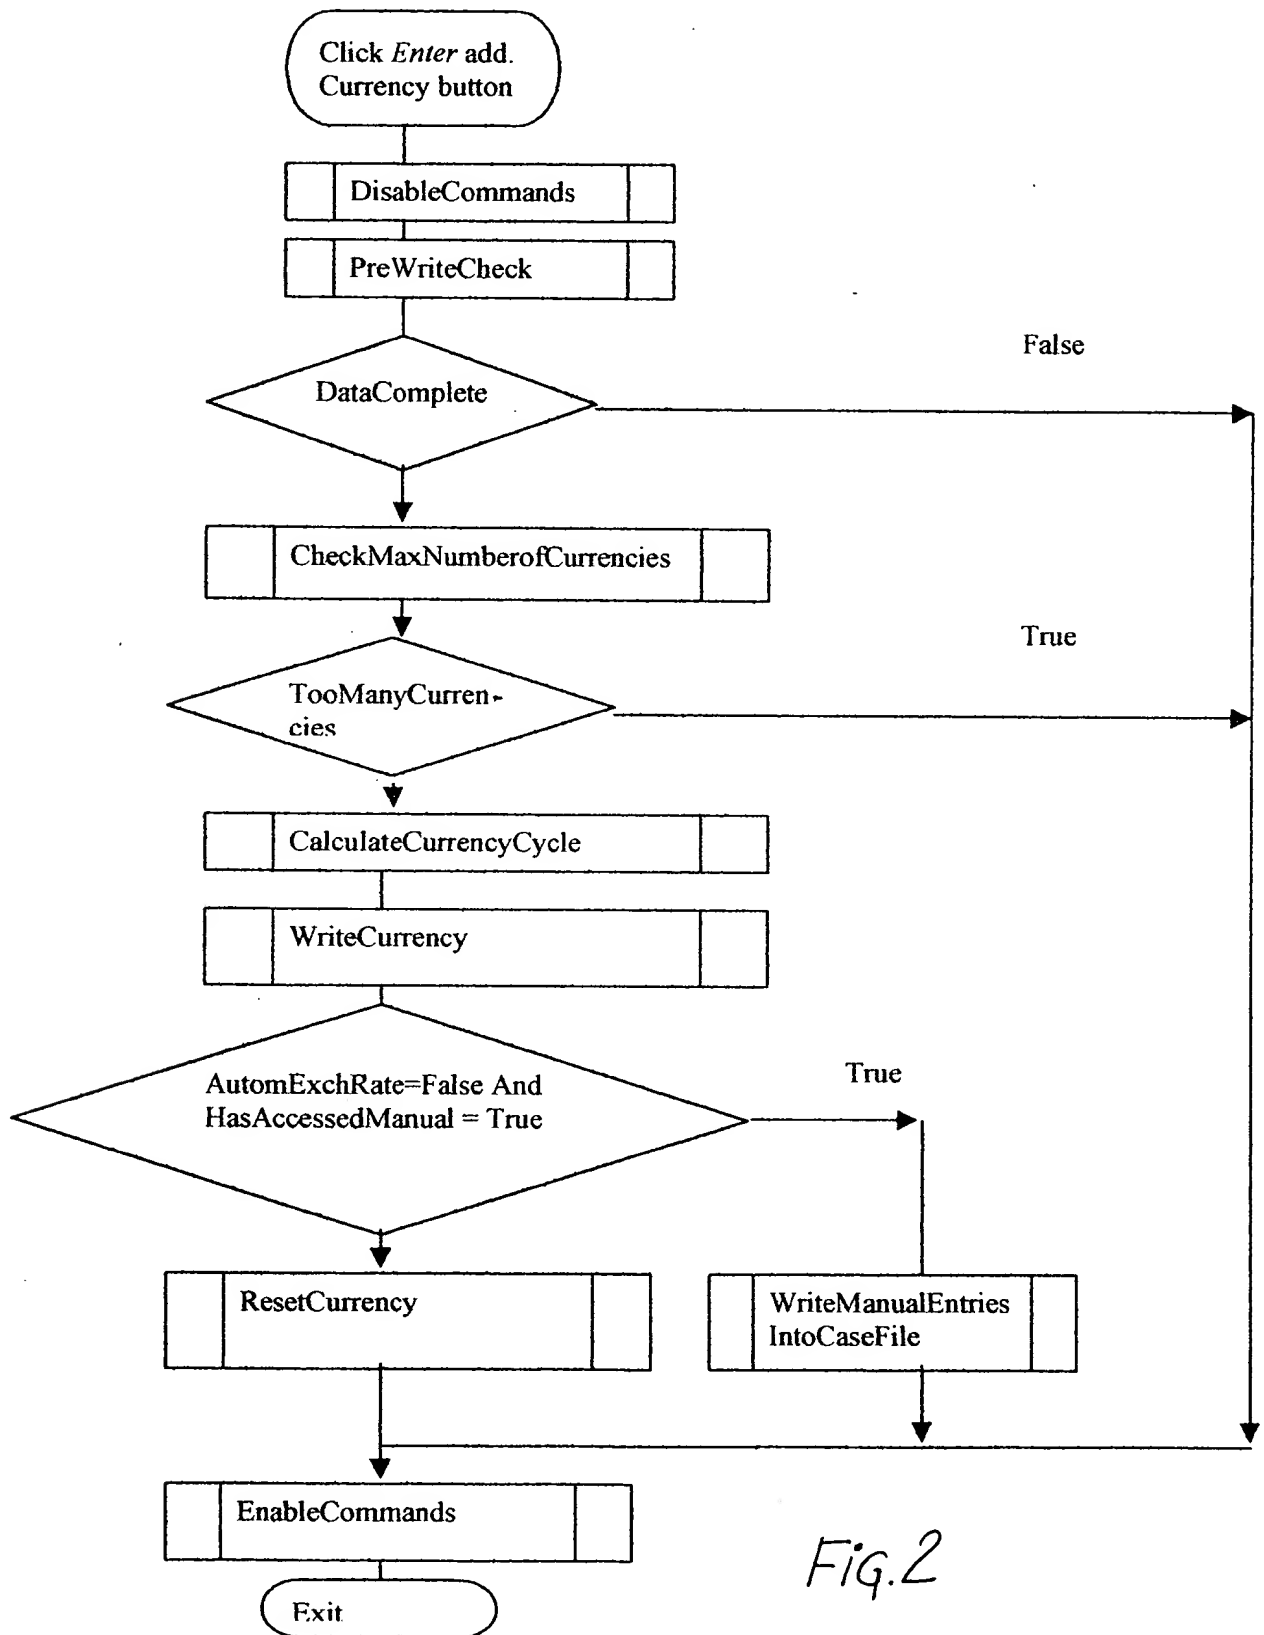 Click Enter add.
Currency button
DisableCommands
PreWriteCheck
False
DataComplete
CheckMaxNumberofCurrencies
True
TooManyCurren-
cies
CalculateCurrencyCycle
WriteCurrency
True
AutomExchRate=False And
HasAccessedManual = True
ResetCurrency
WriteManualEntries
IntoCaseFile
EnableCommands
Fig.2
Exit